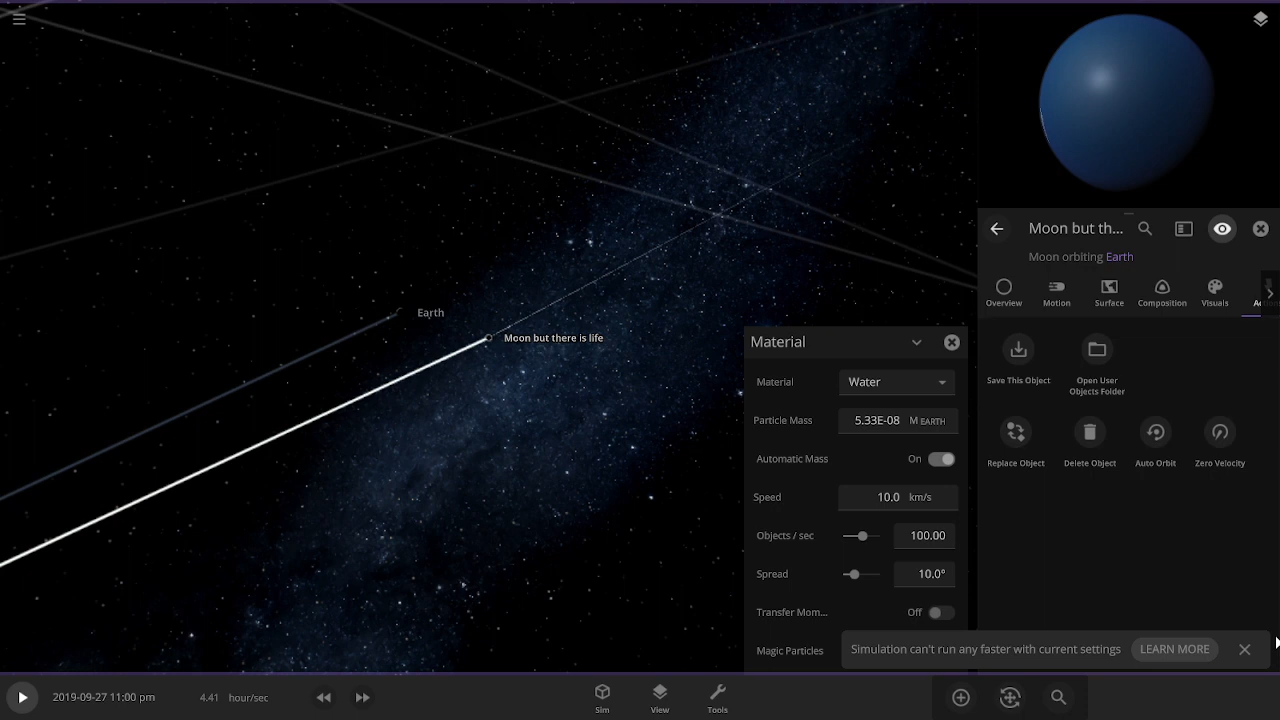 Earth
Moon but there is life
Moon but th...
Moon orbiting Earth
Overview
Motion
Surface
Composition
Visuals
Save This Object
Open User
Objects Folder
Replace Object
Delete Object
Auto Orbit
Zero Velocity
Material
Material
Water
Particle Mass
5.33E-08 M EARTH
Automatic Mass
On
Speed
10.0 km/s
Objects / sec
100.00
Spread
10.0°
Transfer Mom...
Off
Magic Particles
Simulation can't run any faster with current settings
LEARN MORE
2019-09-27 11:00 pm
4.41 hour/sec
Sim
View
Tools